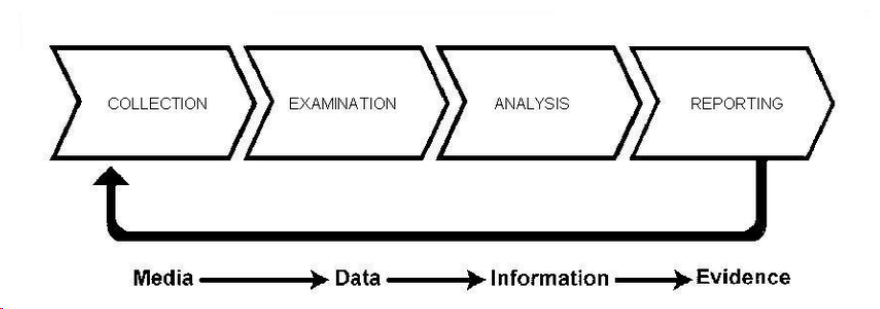 COLLECTION EXAMINATION ANALYSIS REPORTING
Media Data Information Evidence